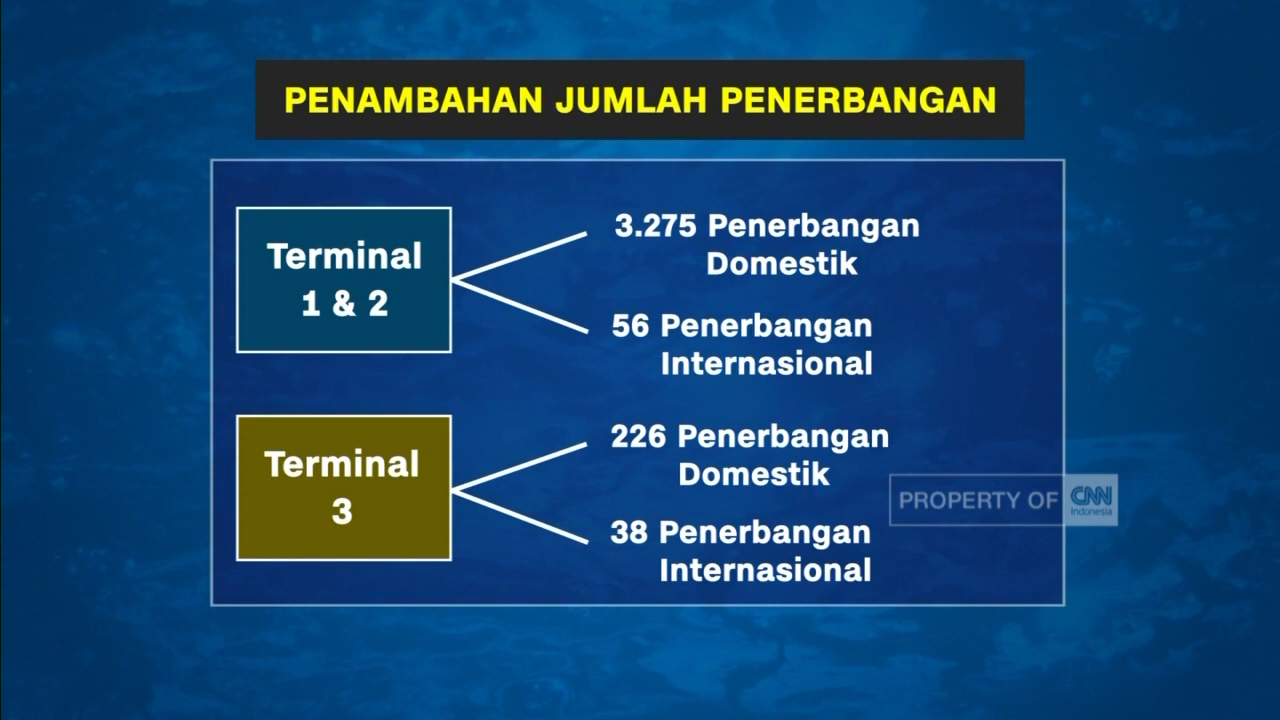 PENAMBAHAN JUMLAH PENERBANGAN
Terminal
1 & 2
3.275 Penerbangan
Domestik
56 Penerbangan
Internasional
Terminal
3
226 Penerbangan
Domestik
38 Penerbangan
Internasional
PROPERTY OF CNN
Indonesia